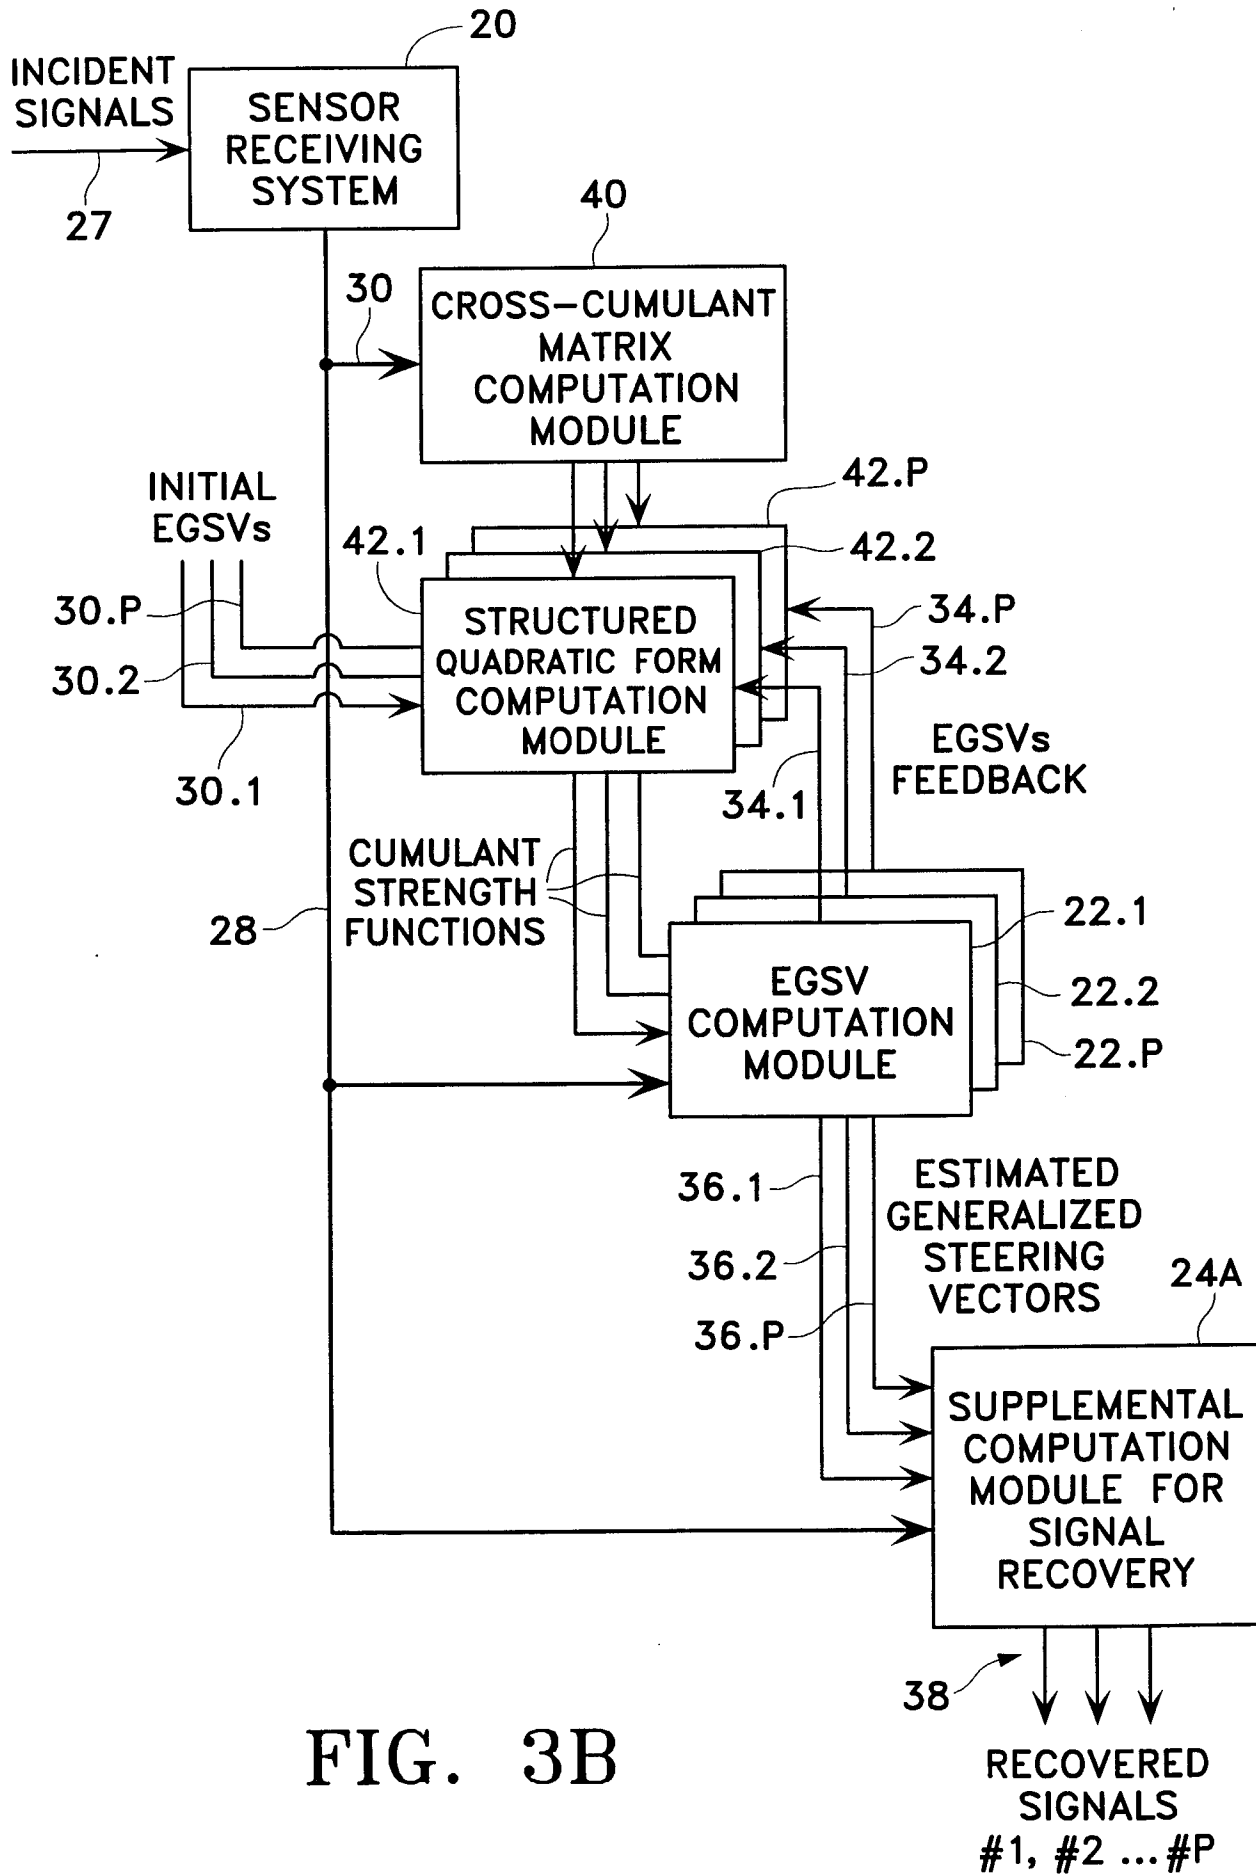 20
INCIDENT
SIGNALS
27
SENSOR
RECEIVING
SYSTEM
40
30
CROSS-CUMULANT
MATRIX
COMPUTATION
MODULE
INITIAL
EGSVs
42.P
42.1
42.2
30.P
30.2
30.1
STRUCTURED
QUADRATIC FORM
COMPUTATION
MODULE
34.P
34.2
34.1
EGSVs
FEEDBACK
CUMULANT
STRENGTH
FUNCTIONS
28
22.1
22.2
22.P
EGSV
COMPUTATION
MODULE
36.1
36.2
36.P
ESTIMATED
GENERALIZED
STEERING
VECTORS
24A
SUPPLEMENTAL
COMPUTATION
MODULE FOR
SIGNAL
RECOVERY
38
RECOVERED
SIGNALS
#1, #2 ... #P
FIG. 3B